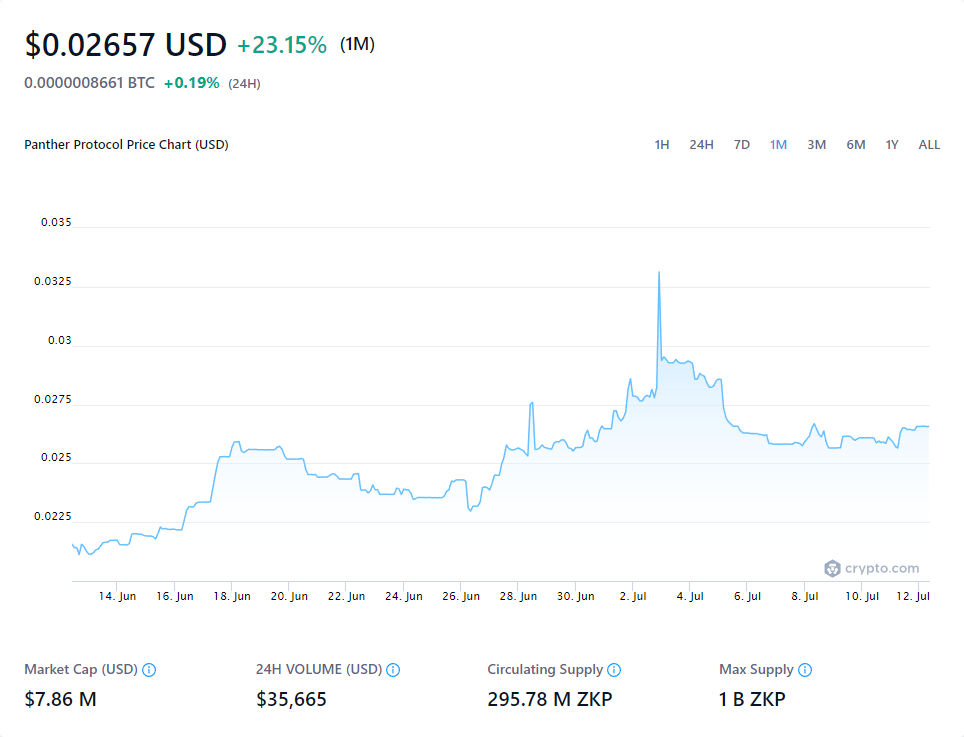 $0.02657 USD +23.15% (1M)
0.0000008661 BTC +0.19% (24H)
Panther Protocol Price Chart (USD)
1H 24H 7D 1M 3M 6M 1Y ALL
0.035
0.0325
0.03
0.0275
0.025
0.0225
crypto.com
14. Jun 16. Jun 18. Jun 20. Jun 22. Jun 24. Jun 26. Jun 28. Jun 30. Jun 2. Jul 4. Jul 6. Jul 8. Jul 10. Jul 12. Jul
Market Cap (USD) 24H VOLUME (USD) Circulating Supply Max Supply
$7.86 M $35,665 295.78 M ZKP 1 B ZKP